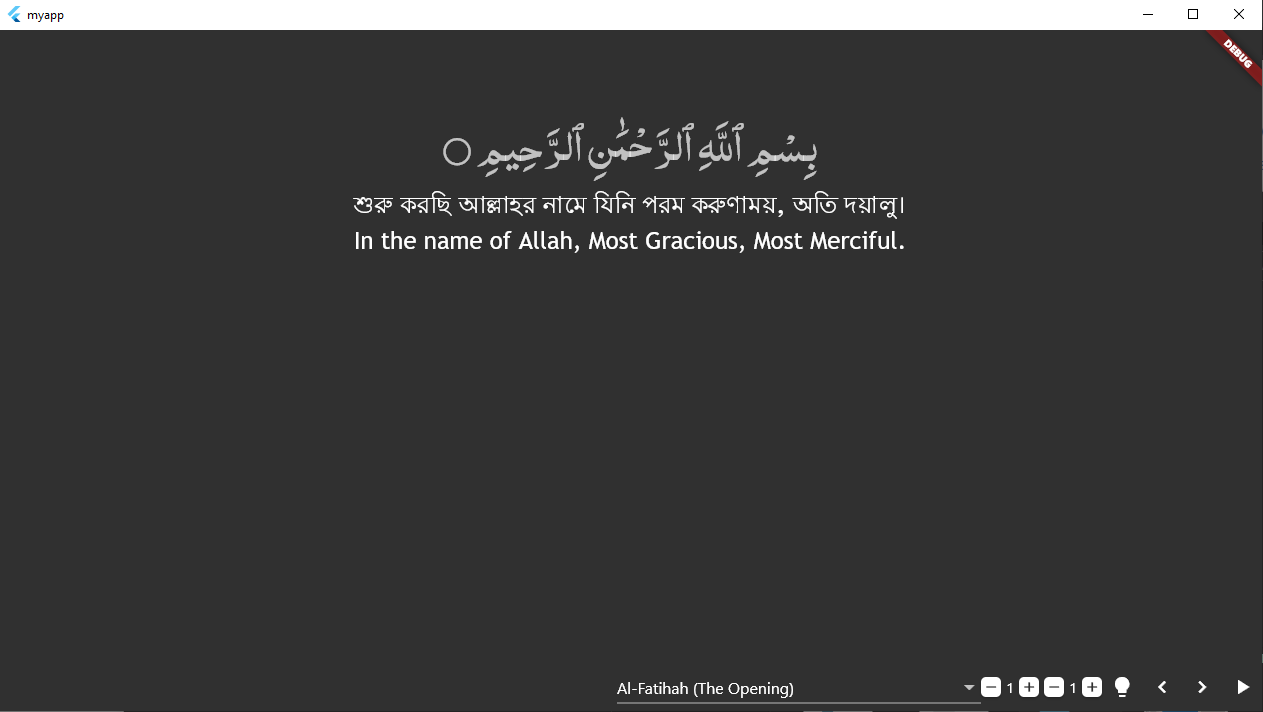 myapp
DEBUG
بِسْمِ ٱللَّهِ ٱلرَّحْمَٰنِ ٱلرَّحِيمِ ۝
শুরু করছি আল্লাহর নামে যিনি পরম করুণাময়, অতি দয়ালু।
In the name of Allah, Most Gracious, Most Merciful.
Al-Fatihah (The Opening) 1 1